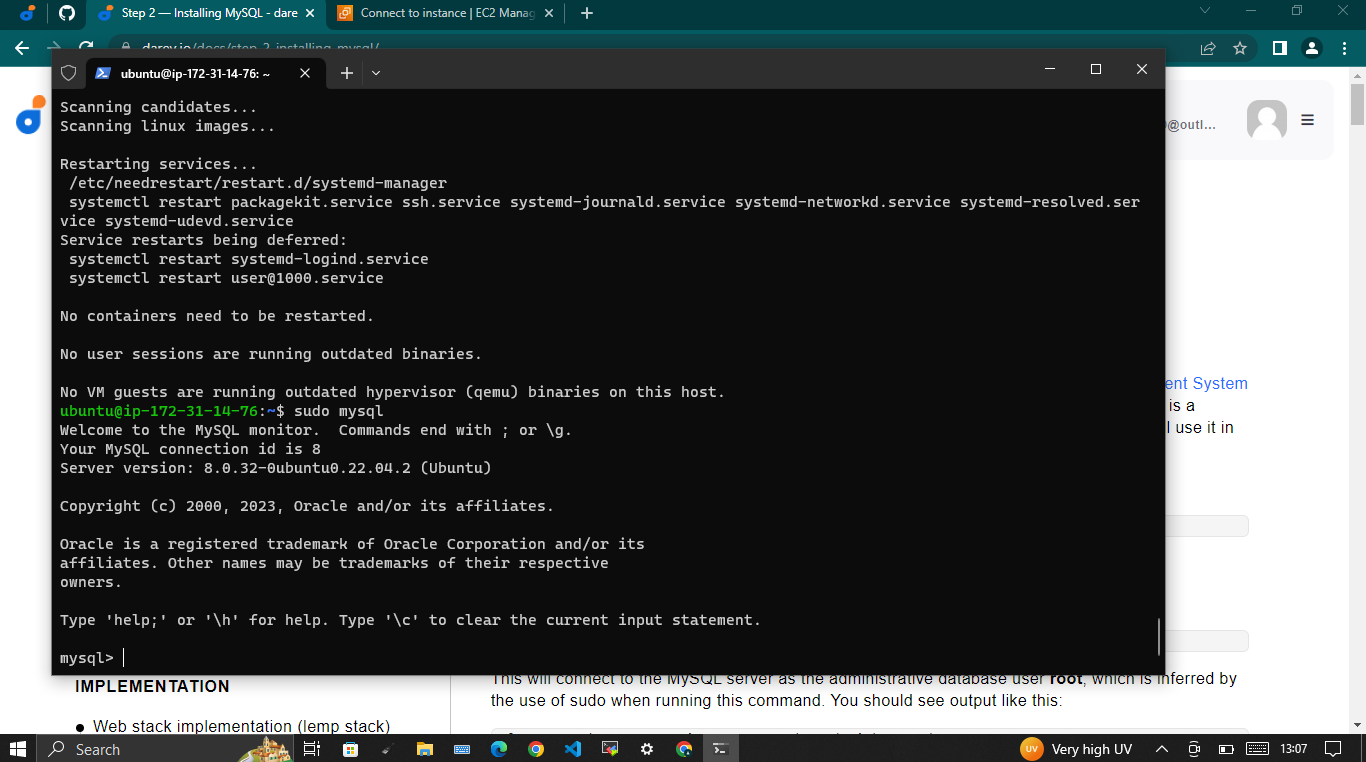 Step 2 — Installing MySQL - dare
Connect to instance | EC2 Manag
darey.io/docs/step-2-installing-mysql/
ubuntu@ip-172-31-14-76: ~
Scanning candidates...
Scanning linux images...
Restarting services...
/etc/needrestart/restart.d/systemd-manager
systemctl restart packagekit.service ssh.service systemd-journald.service systemd-networkd.service systemd-resolved.ser
vice systemd-udevd.service
Service restarts being deferred:
systemctl restart systemd-logind.service
systemctl restart user@1000.service
No containers need to be restarted.
No user sessions are running outdated binaries.
No VM guests are running outdated hypervisor (qemu) binaries on this host.
ubuntu@ip-172-31-14-76:~$ sudo mysql
Welcome to the MySQL monitor.  Commands end with ; or \g.
Your MySQL connection id is 8
Server version: 8.0.32-0ubuntu0.22.04.2 (Ubuntu)
Copyright (c) 2000, 2023, Oracle and/or its affiliates.
Oracle is a registered trademark of Oracle Corporation and/or its
affiliates. Other names may be trademarks of their respective
owners.
Type 'help;' or '\h' for help. Type '\c' to clear the current input statement.
mysql>
@outl...
ent System
is a
l use it in
IMPLEMENTATION
Web stack implementation (lemp stack)
This will connect to the MySQL server as the administrative database user root, which is inferred by
the use of sudo when running this command. You should see output like this:
Search
UV
Very high UV
13:07